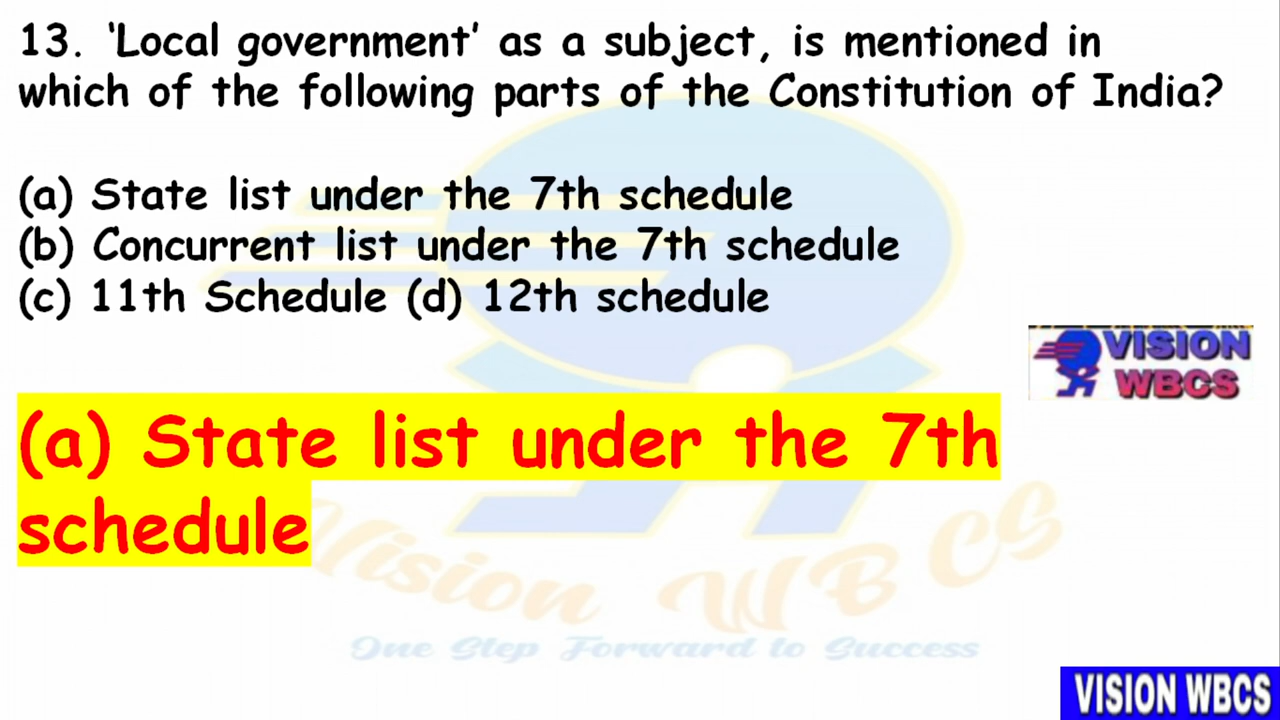 13. ‘Local government’ as a subject, is mentioned in
which of the following parts of the Constitution of India?
(a) State list under the 7th schedule
(b) Concurrent list under the 7th schedule
(c) 11th Schedule (d) 12th schedule
VISION
WBCS
(a) State list under the 7th
schedule
Vision WBCS
One Step Forward to Success
VISION WBCS